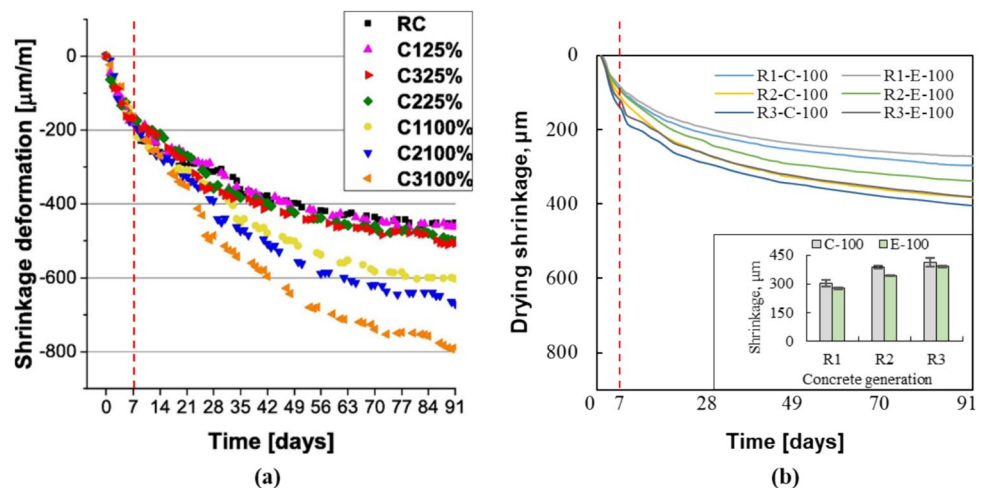 RC
C125%
C325%
C225%
C1100%
C2100%
C3100%
Shrinkage deformation [µm/m]
0
-200
-400
-600
-800
0 7 14 21 28 35 42 49 56 63 70 77 84 91
Time [days]
(a)
R1-C-100 R1-E-100
R2-C-100 R2-E-100
R3-C-100 R3-E-100
Drying shrinkage, µm
0
200
400
600
800
C-100 E-100
Shrinkage, µm
450
300
150
0
R1 R2 R3
Concrete generation
0 7 28 49 70 91
Time [days]
(b)